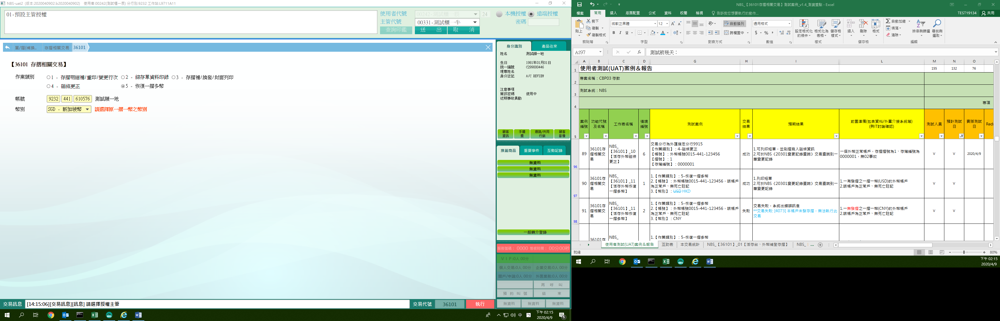 NBS-uat2 (版本:2020040902.b2020040902) 使用者:00242(測試櫃一辰) 分行別:9232 工作站:L9711A11
01-預設主管授權
使用者代號 00242-測試櫃一辰 24 本機授權 遠端授權
主管代號 00331-測試櫃一牛 密碼
查詢印鑑 送 出 取 消
單/摺(補換.. 存摺相關交易 36101
【36101 存摺相關交易】
作業類別 1 - 存摺明細補/重印/變更行次 2 - 綜存單資料印錄 3 - 存摺補/換發/封面列印
4 - 磁條更正 5 - 恢復一摺多幣
帳號 9232 441 610576 測試顏一地
幣別 SGD - 新加坡幣 請選擇原一摺一幣之幣別
身分識別 產品往來
姓名 測試顏一地
生日 1981年01月01日
統一編號 C299000446
理專姓名
身分註記 A/C REVIEW
注意事項
簡訊密碼 使用中
近期事故異動
顧客資訊 手續費 通路/共同行銷 顧客影像
推薦商品 重要事件 互動記錄
無資料
無資料
無資料
一般轉介登錄
服務號碼: 0000 等候時間: 00分00秒
VIP:0人 00分
個人交易:0人 00分 企業交易:0人 00分
開戶/申請:0人 00分 外匯業務:0人 00分
再 呼 叫
預 約 叫 號 結 束
無資料 無資料 無資料
交易訊息 [14:15:06][交易訊息][訊息] 請選擇授權主管 交易代號 36101 執行
中 下午 02:15
2020/4/9
6
NBS_【36101存摺相關交易】測試案例_v1.4_測資盤點 - Excel
檔案 常用 插入 版面配置 公式 資料 校閱 檢視 告訴我您想要執行的動作... TEST19134 共用
貼上 剪下 複製 複製格式 微軟正黑體 12 自動換列 跨欄置中 通用格式 設定格式化的條件 格式化為表格 儲存格樣式 插入 刪除 格式 自動加總 填滿 清除 排序與篩選 尋找與選取
剪貼簿 字型 對齊方式 數值 樣式 儲存格 編輯
AS97 測試前幾天：
A B C D G H I L M N O
1 使用者測試(UAT)案例＆報告 155 132 76
2 專案名稱：CBP03 存款
3 測試系統：NBS
4 專項
5 案例編號 功能代號及名稱 工作表名稱 情境編號 測試案例 交易結果 預期結果 前置準備(包含資料/外圍介接系統等)(與IT討論確認) 測試人員 預計測試日 實際測試日
96 89 36101存摺相關交易 NBS_【36101】_10【活存外幣磁條更正】 6
交易分行為外匯指定分行9915
【作業類別】：4-磁條更正
【帳號】：外幣帳號0015-441-123456
【摺號】：1
【存簿編號】：0000001
成功
1.可列印短單，並刷摺寫入磁條資訊
2.可於NBS《20301變更記錄查詢》交易查詢到一筆變更記錄
一個外幣正常帳戶，存摺摺號為1、存簿編號為0000001，無02事故
V V 2020/4/9
97 90 36101存摺相關交易 NBS_【36101】_11【活存外幣恢復一摺多幣】 1
1.【作業類別】：5-恢復一摺多幣
2.【帳號】：外幣帳號0015-441-123456，該帳戶為正常戶、無死亡註記
3.【幣別】：USD HKD
成功
1.列印短單
2.可於NBS《20301變更記錄查詢》交易查詢到一筆變更記錄
1.一有發摺之一摺一幣(USD)的外幣帳戶
2.該帳戶為正常戶、無死亡註記
V V
98 91 36101存摺相關交易 NBS_【36101】_11【活存外幣恢復一摺多幣】 2
1.【作業類別】：5-恢復一摺多幣
2.【帳號】：外幣帳號0015-441-123456，該帳戶為正常戶、無死亡註記
3.【幣別】：CNY
失敗
交易失敗，系統出錯誤訊息
**交易失敗: [4073] 本帳戶未發存摺，無法執行此交易
1.一無發摺之一摺一幣(CNY)的外幣帳戶
2.該帳戶為正常戶、無死亡註記
V V
36101存 NBS_ 1.【作業類別】：5-恢復一摺多幣
使用者測試(UAT)案例＆報告 互助表 本交易統計 NBS_【36101】_01【活存台、外幣補登存摺】 NBS_ ...
就緒 80%
下午 02:15
2020/4/9